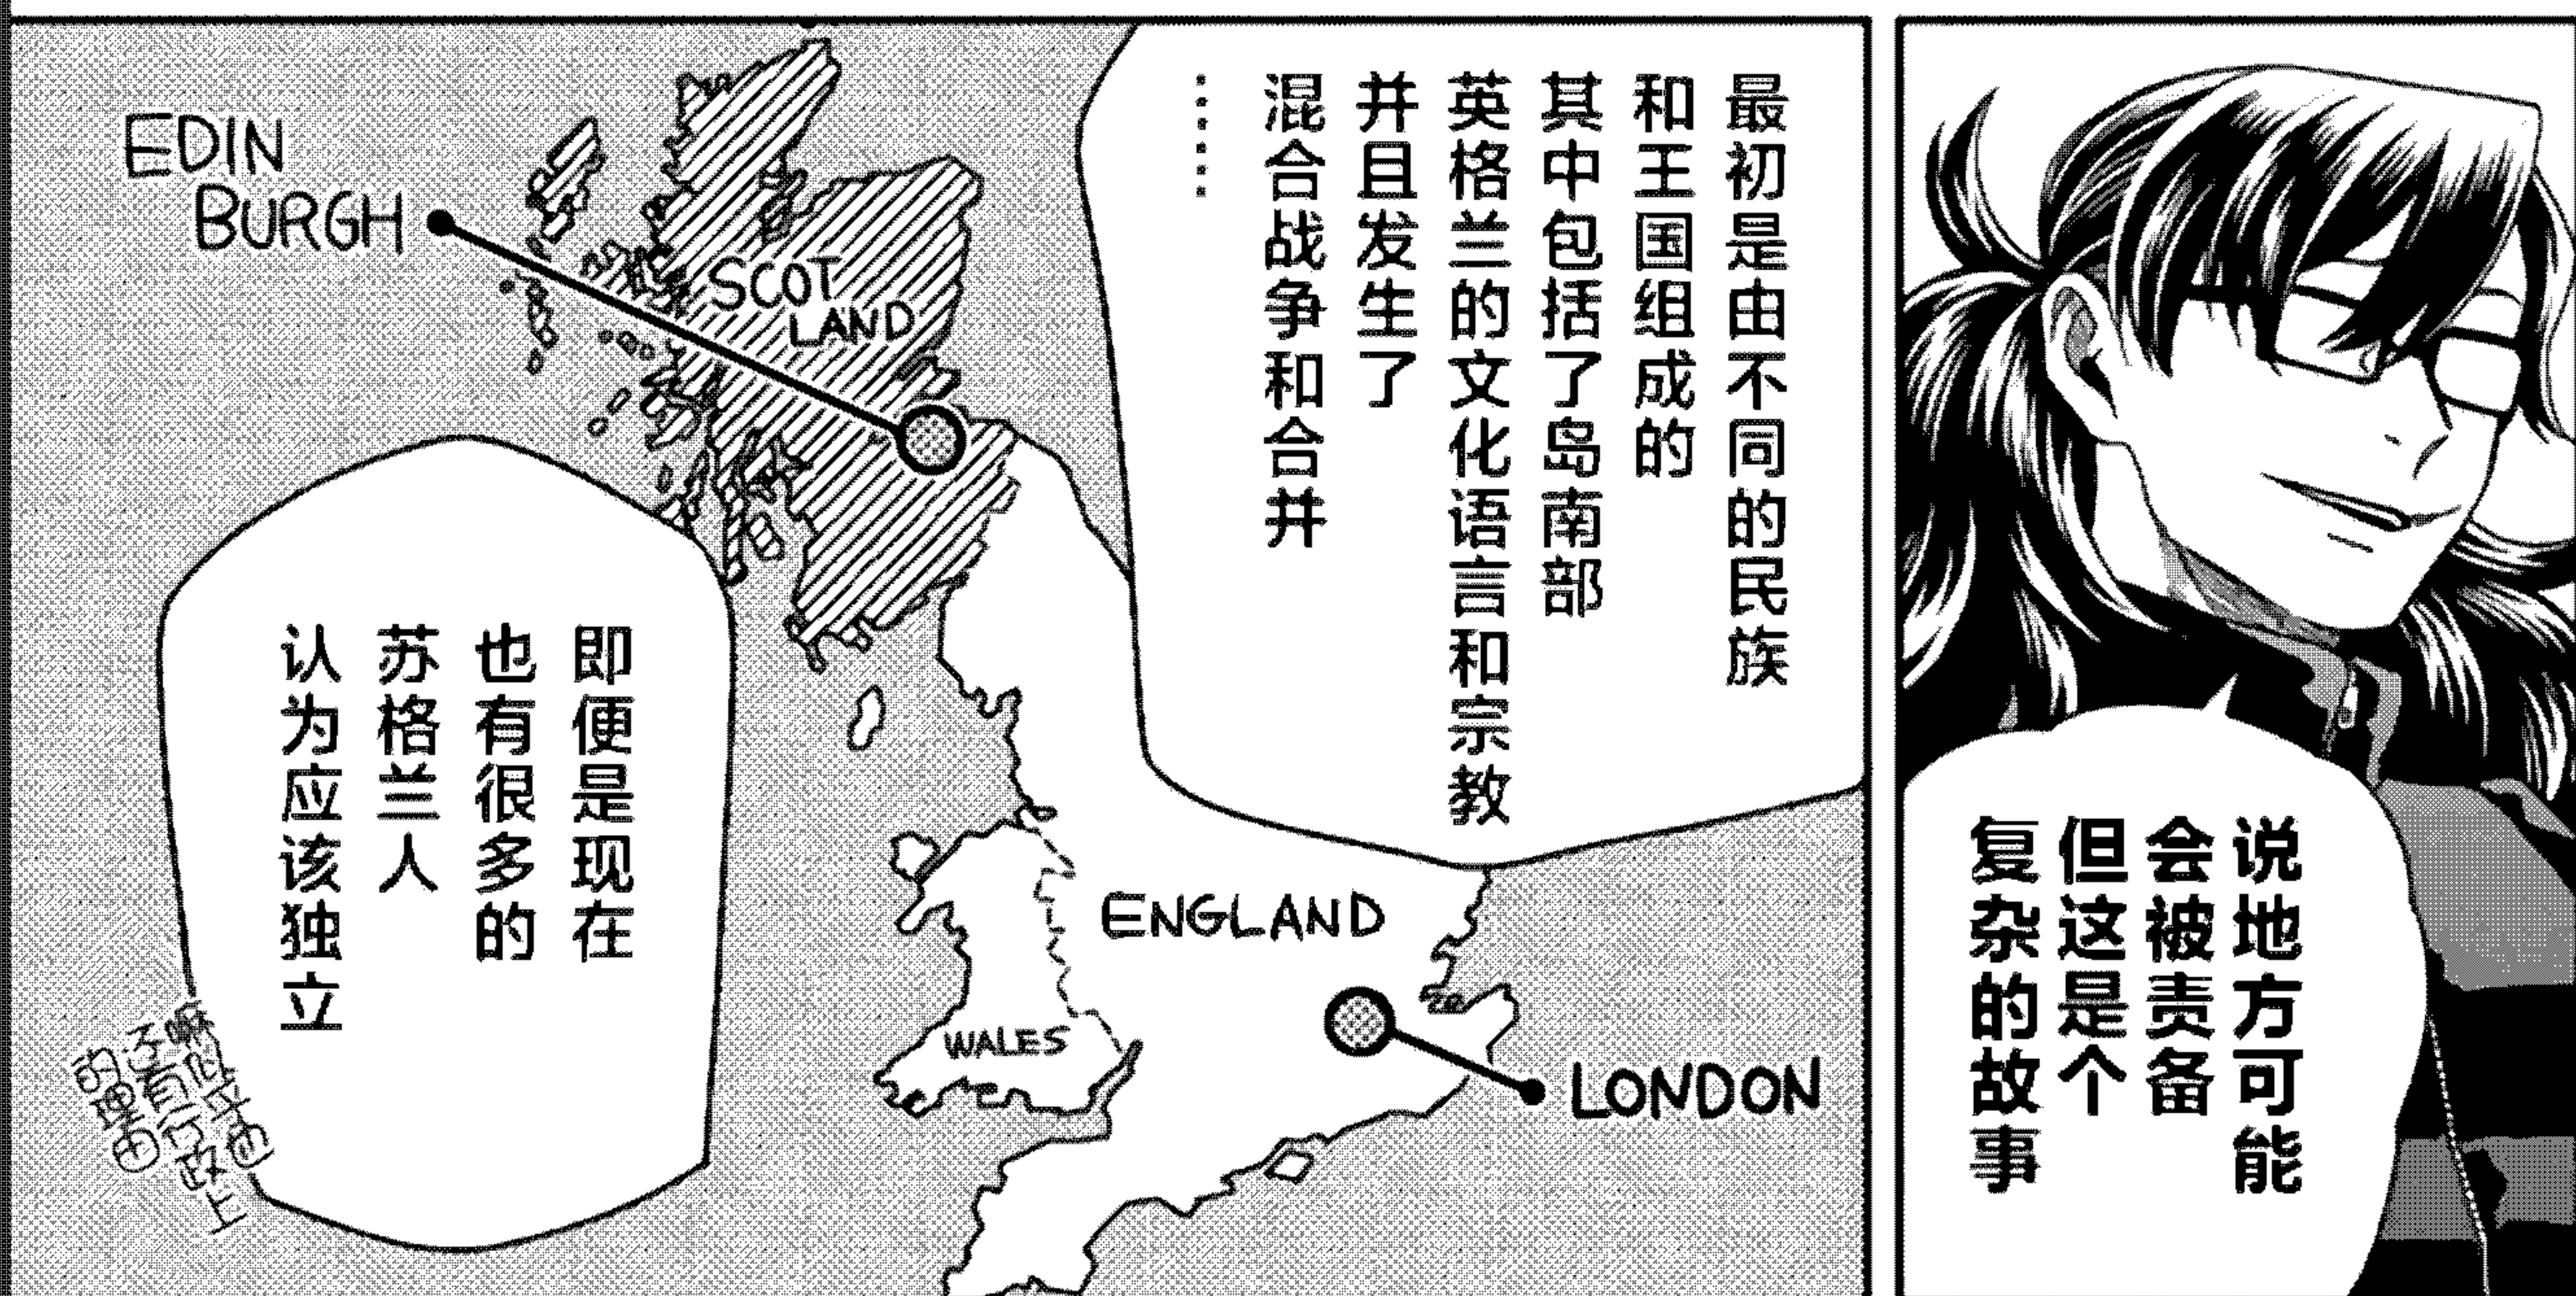 说地方可能
会被责备
但这是个
复杂的故事
最初是由不同的民族
和王国组成的
其中包括了岛南部
英格兰的文化语言和宗教
并且发生了
混合战争和合并
……
EDIN
BURGH
SCOT
LAND
即便是现在
也有很多的
苏格兰人
认为应该独立
ENGLAND
WALES
LONDON